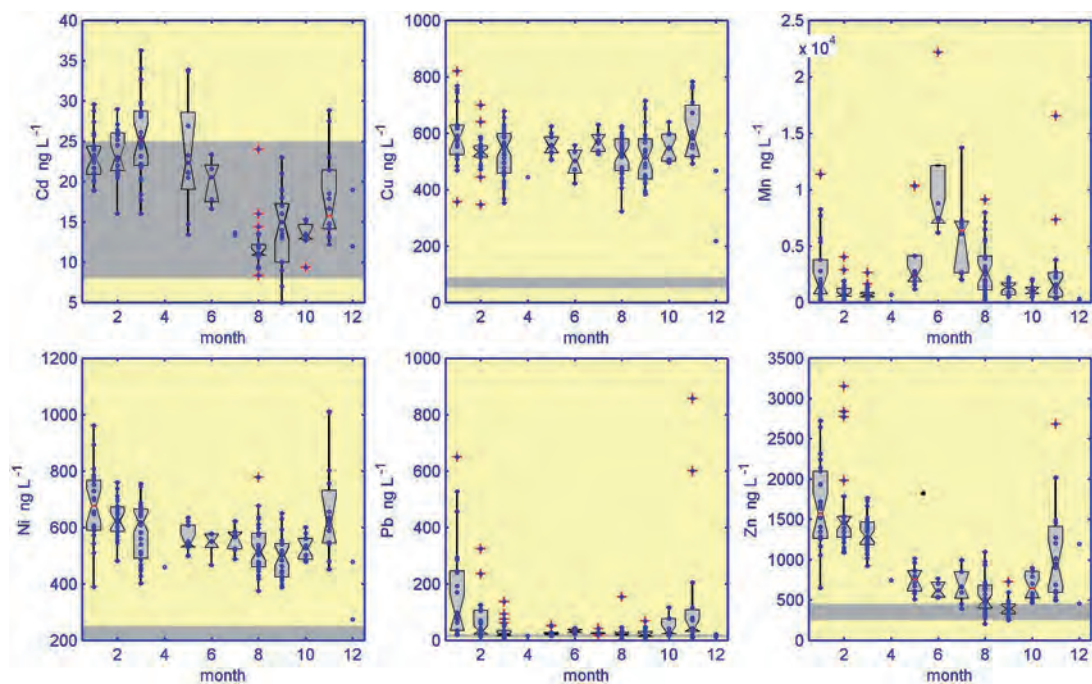 40
35
30
25
20
15
10
5
Cd ng L⁻¹
2 4 6 8 10 12
month
1000
800
600
400
200
0
Cu ng L⁻¹
2 4 6 8 10 12
month
2.5
x 10⁴
2
1.5
1
0.5
0
Mn ng L⁻¹
2 4 6 8 10 12
month
1200
1000
800
600
400
200
Ni ng L⁻¹
2 4 6 8 10 12
month
1000
800
600
400
200
0
Pb ng L⁻¹
2 4 6 8 10 12
month
3500
3000
2500
2000
1500
1000
500
0
Zn ng L⁻¹
2 4 6 8 10 12
month